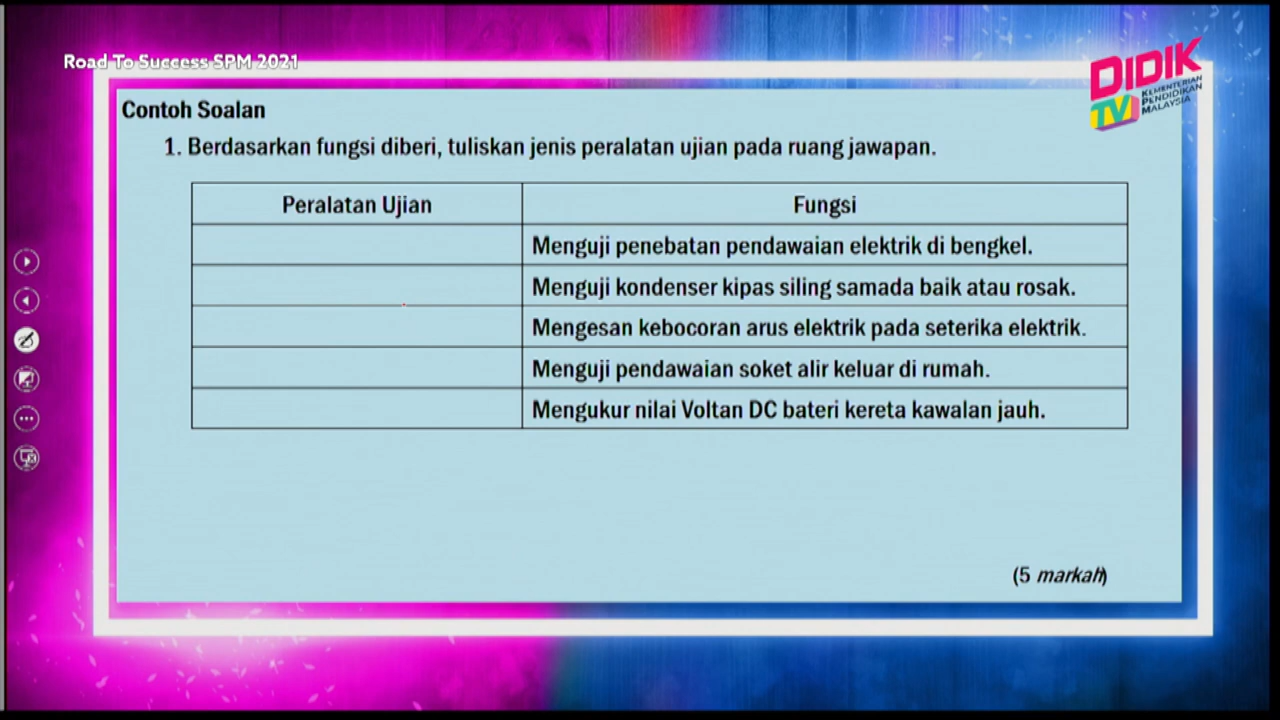 Road To Success SPM 2021
DIDIK
TV
KEMENTERIAN
PENDIDIKAN
MALAYSIA
Contoh Soalan
1. Berdasarkan fungsi diberi, tuliskan jenis peralatan ujian pada ruang jawapan.
Peralatan Ujian Fungsi
Menguji penebatan pendawaian elektrik di bengkel.
Menguji kondenser kipas siling samada baik atau rosak.
Mengesan kebocoran arus elektrik pada seterika elektrik.
Menguji pendawaian soket alir keluar di rumah.
Mengukur nilai Voltan DC bateri kereta kawalan jauh.
(5 markah)